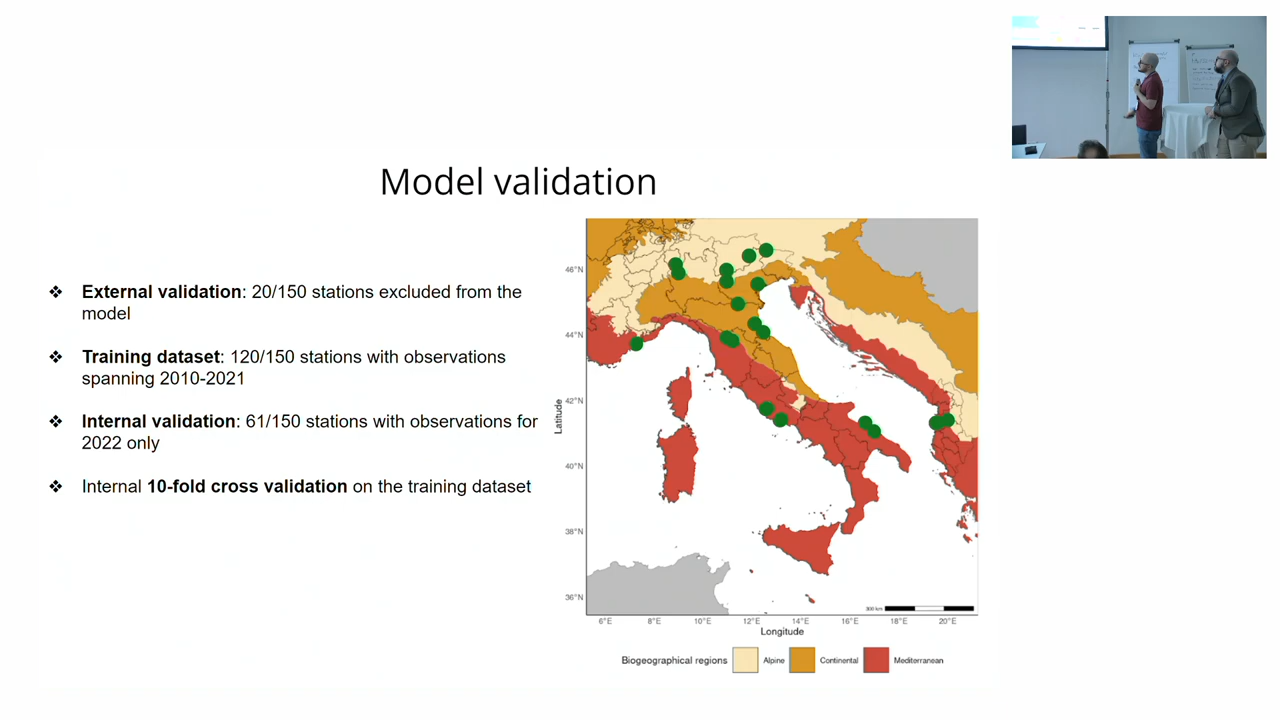 Model validation
❖ External validation: 20/150 stations excluded from the
model
❖ Training dataset: 120/150 stations with observations
spanning 2010-2021
❖ Internal validation: 61/150 stations with observations for
2022 only
❖ Internal 10-fold cross validation on the training dataset
Latitude
46°N
44°N
42°N
40°N
38°N
36°N
300 km
6°E 8°E 10°E 12°E 14°E 16°E 18°E 20°E
Longitude
Biogeographical regions Alpine Continental Mediterranean